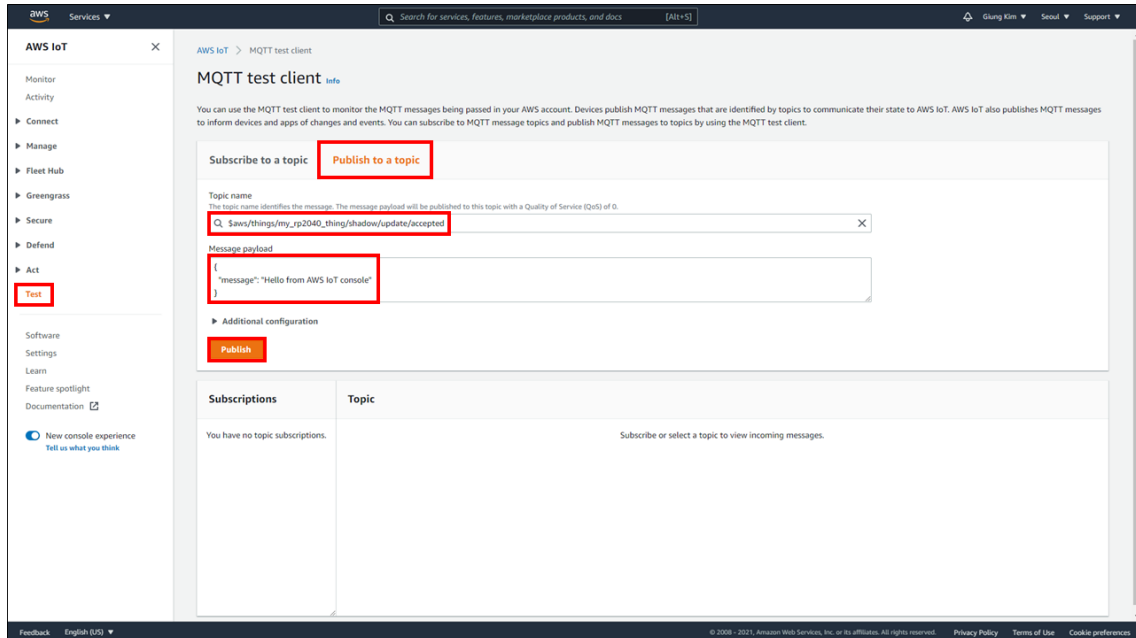 aws Services ▼ Search for services, features, marketplace products, and docs [Alt+S] Giung Kim ▼ Seoul ▼ Support ▼
AWS IoT
Monitor
Activity
Connect
Manage
Fleet Hub
Greengrass
Secure
Defend
Act
Test
Software
Settings
Learn
Feature spotlight
Documentation
New console experience
Tell us what you think
AWS IoT > MQTT test client
MQTT test client Info
You can use the MQTT test client to monitor the MQTT messages being passed in your AWS account. Devices publish MQTT messages that are identified by topics to communicate their state to AWS IoT. AWS IoT also publishes MQTT messages
to inform devices and apps of changes and events. You can subscribe to MQTT message topics and publish MQTT messages to topics by using the MQTT test client.
Subscribe to a topic Publish to a topic
Topic name
The topic name identifies the message. The message payload will be published to this topic with a Quality of Service (QoS) of 0.
$aws/things/my_rp2040_thing/shadow/update/accepted
Message payload
{
"message": "Hello from AWS IoT console"
}
Additional configuration
Publish
Subscriptions Topic
You have no topic subscriptions. Subscribe or select a topic to view incoming messages.
Feedback English (US) ▼ © 2008 - 2021, Amazon Web Services, Inc. or its affiliates. All rights reserved. Privacy Policy Terms of Use Cookie preferences